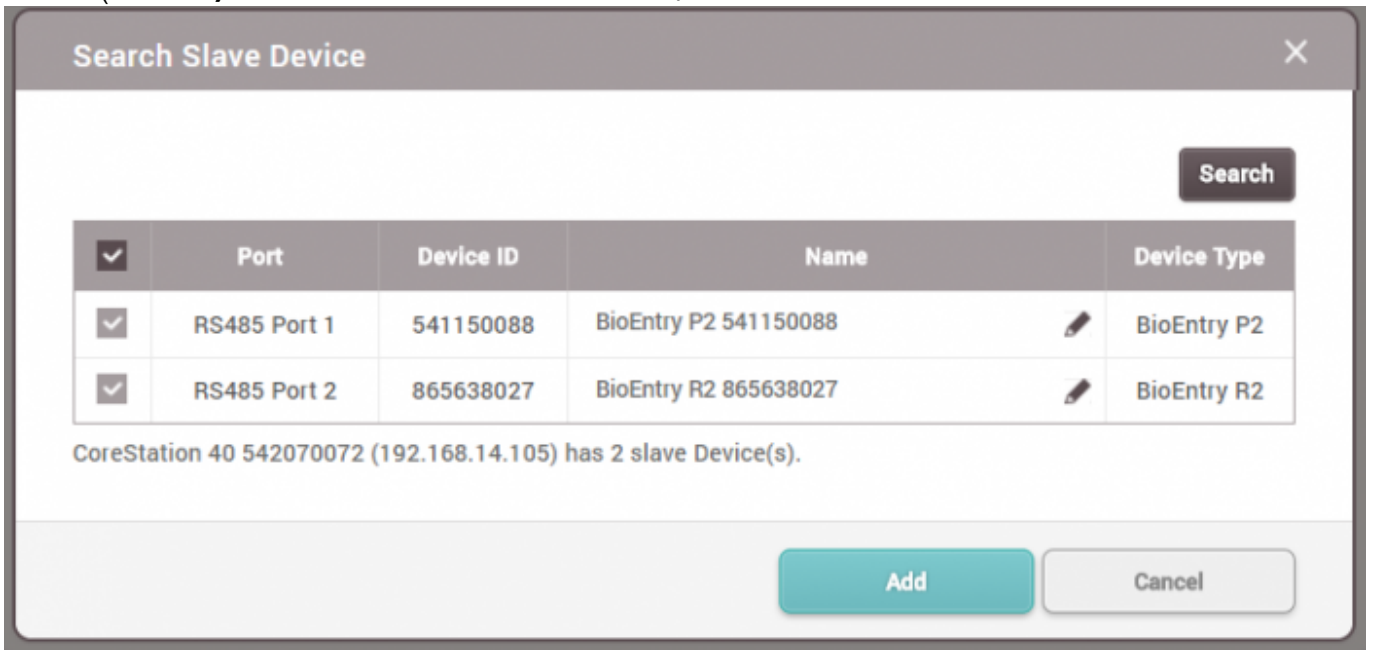 Search Slave Device
Search
Port Device ID Name Device Type
RS485 Port 1 541150088 BioEntry P2 541150088 BioEntry P2
RS485 Port 2 865638027 BioEntry R2 865638027 BioEntry R2
CoreStation 40 542070072 (192.168.14.105) has 2 slave Device(s).
Add Cancel